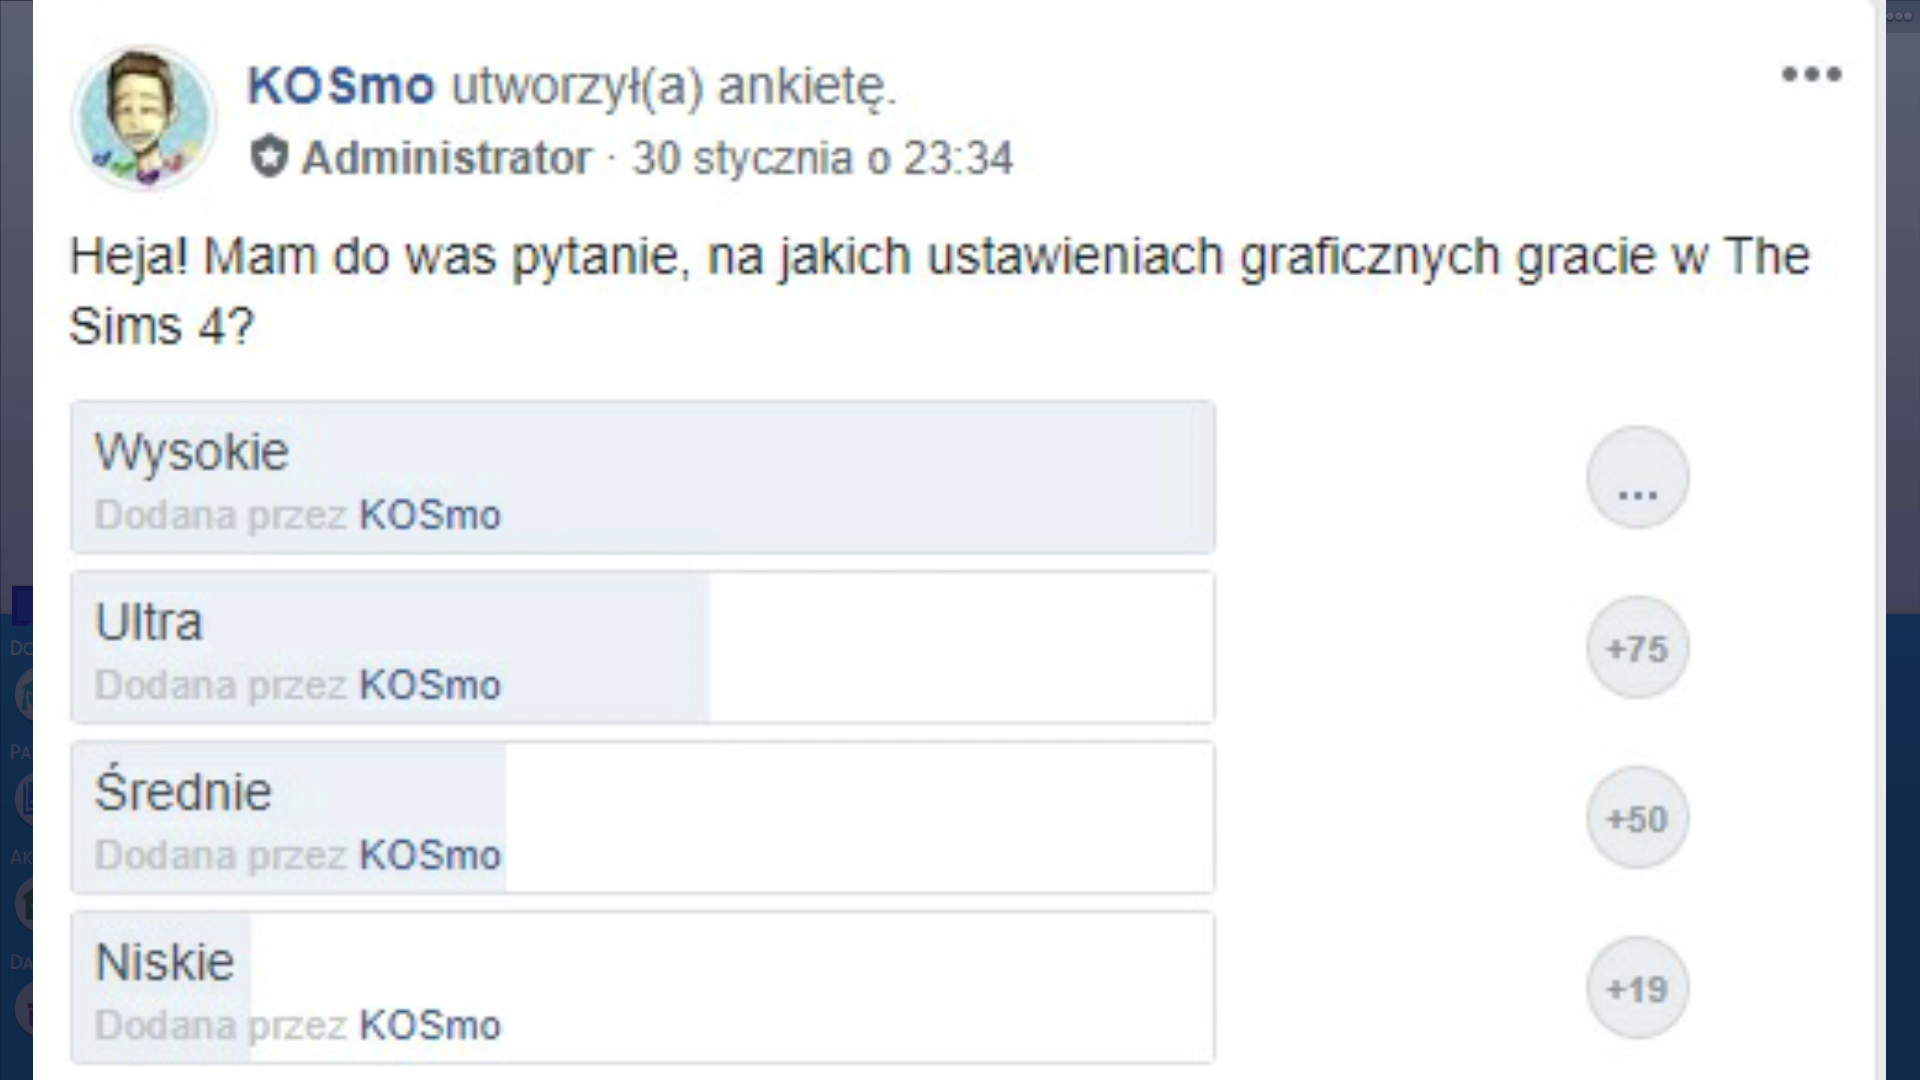 KOSmo utworzył(a) ankietę.
Administrator · 30 stycznia o 23:34
Heja! Mam do was pytanie, na jakich ustawieniach graficznych gracie w The
Sims 4?
Wysokie
Dodana przez KOSmo
...
Ultra
Dodana przez KOSmo
+75
Średnie
Dodana przez KOSmo
+50
Niskie
Dodana przez KOSmo
+19